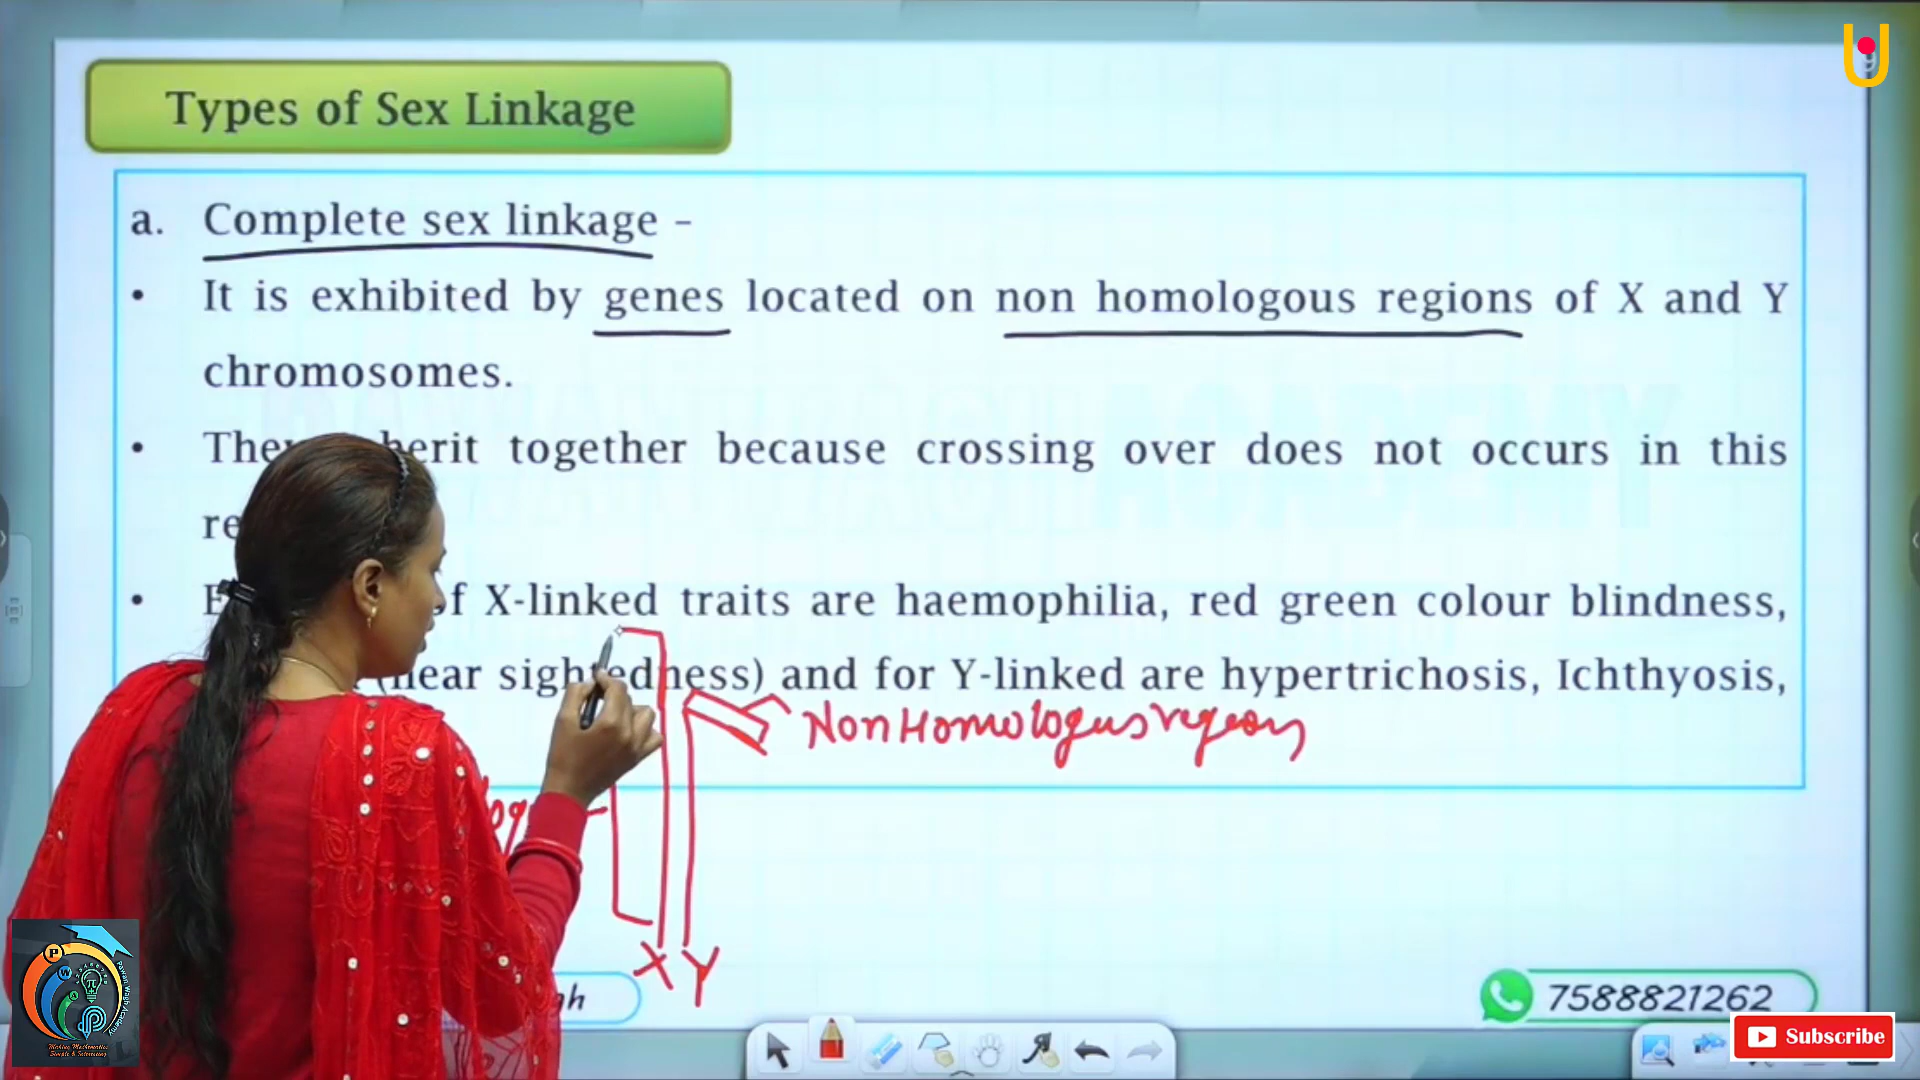 Types of Sex Linkage
a. Complete sex linkage –
• It is exhibited by genes located on non homologous regions of X and Y
chromosomes.
• together because crossing over does not occurs in this
• of X-linked traits are haemophilia, red green colour blindness,
(near sightedness) and for Y-linked are hypertrichosis, Ichthyosis,
Non Homologus region
X Y
7588821262
Subscribe